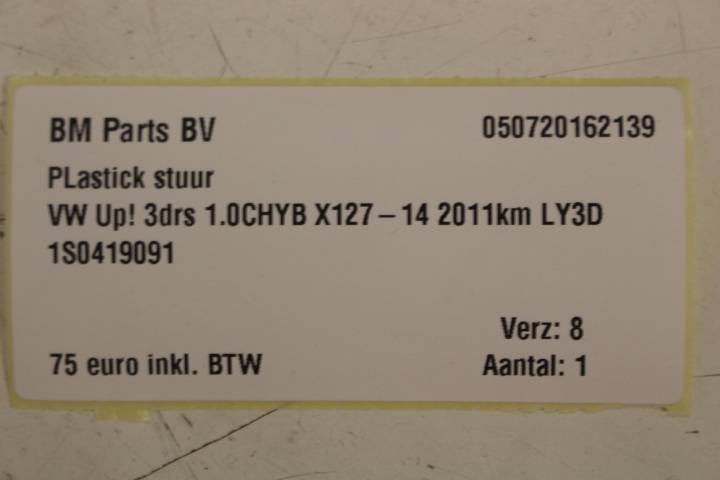 BM Parts BV 050720162139
PLastick stuur
VW Up! 3drs 1.0CHYB X127-14 2011km LY3D
1S0419091
Verz: 8
75 euro inkl. BTW Aantal: 1